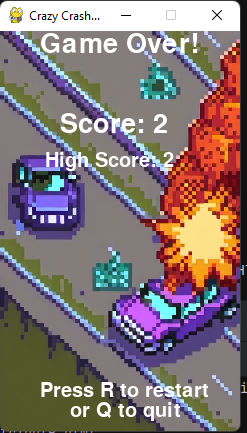 Crazy Crash...
Game Over!
Score: 2
High Score: 2
Press R to restart
or Q to quit